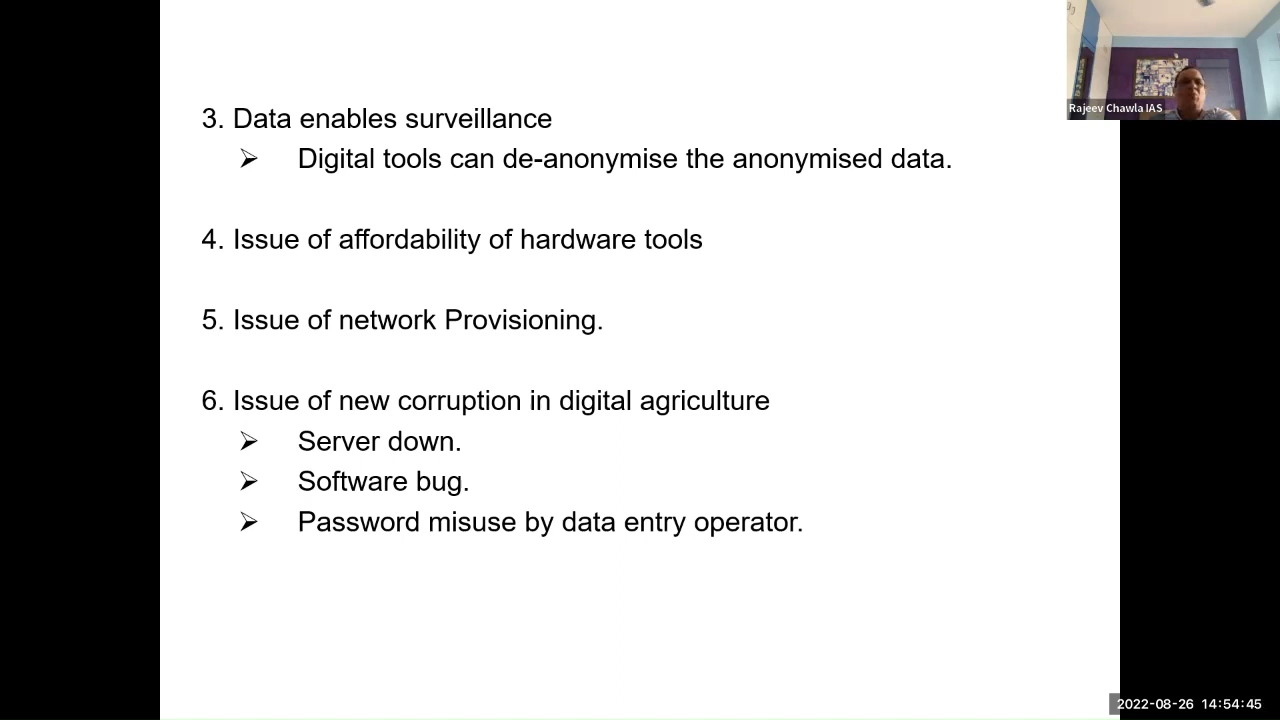 3. Data enables surveillance
➢ Digital tools can de-anonymise the anonymised data.
4. Issue of affordability of hardware tools
5. Issue of network Provisioning.
6. Issue of new corruption in digital agriculture
➢ Server down.
➢ Software bug.
➢ Password misuse by data entry operator.
Rajeev Chawla IAS
2022-08-26 14:54:45